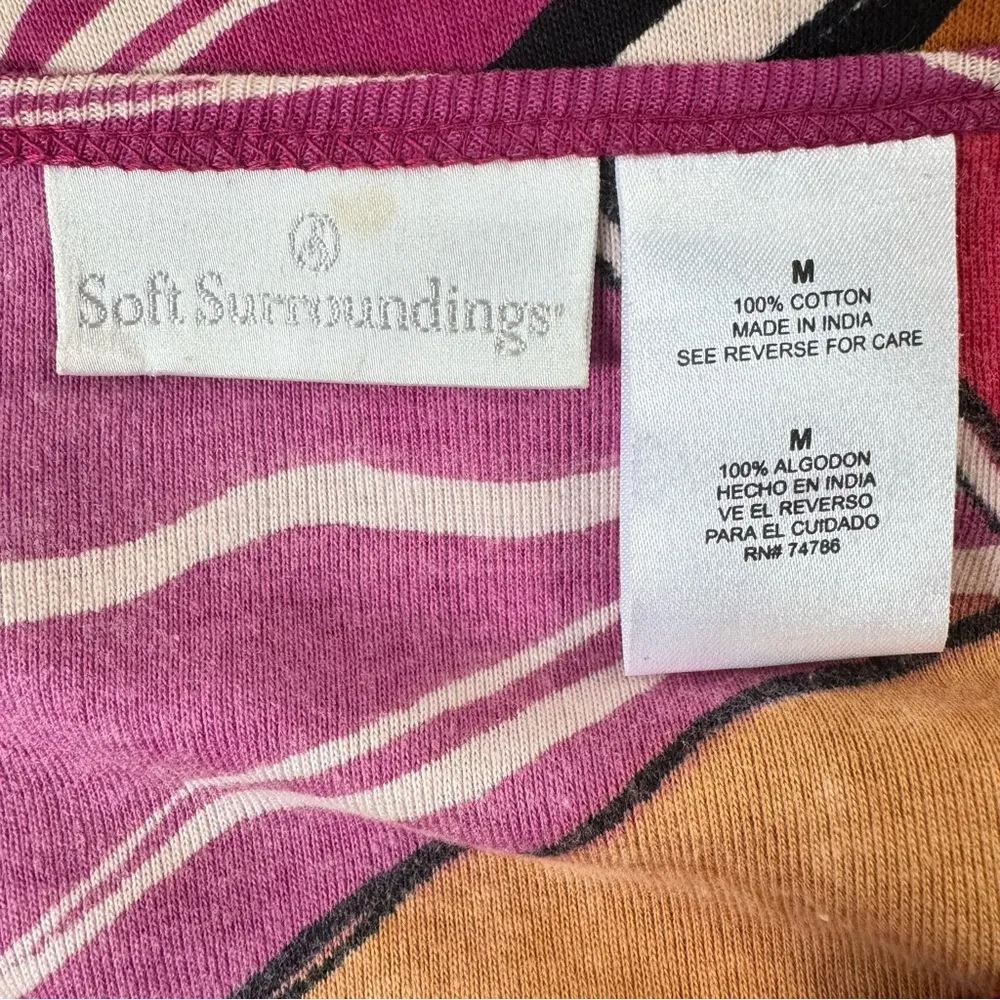 Soft Surroundings®
M
100% COTTON
MADE IN INDIA
SEE REVERSE FOR CARE
M
100% ALGODON
HECHO EN INDIA
VE EL REVERSO
PARA EL CUIDADO
RN# 74786